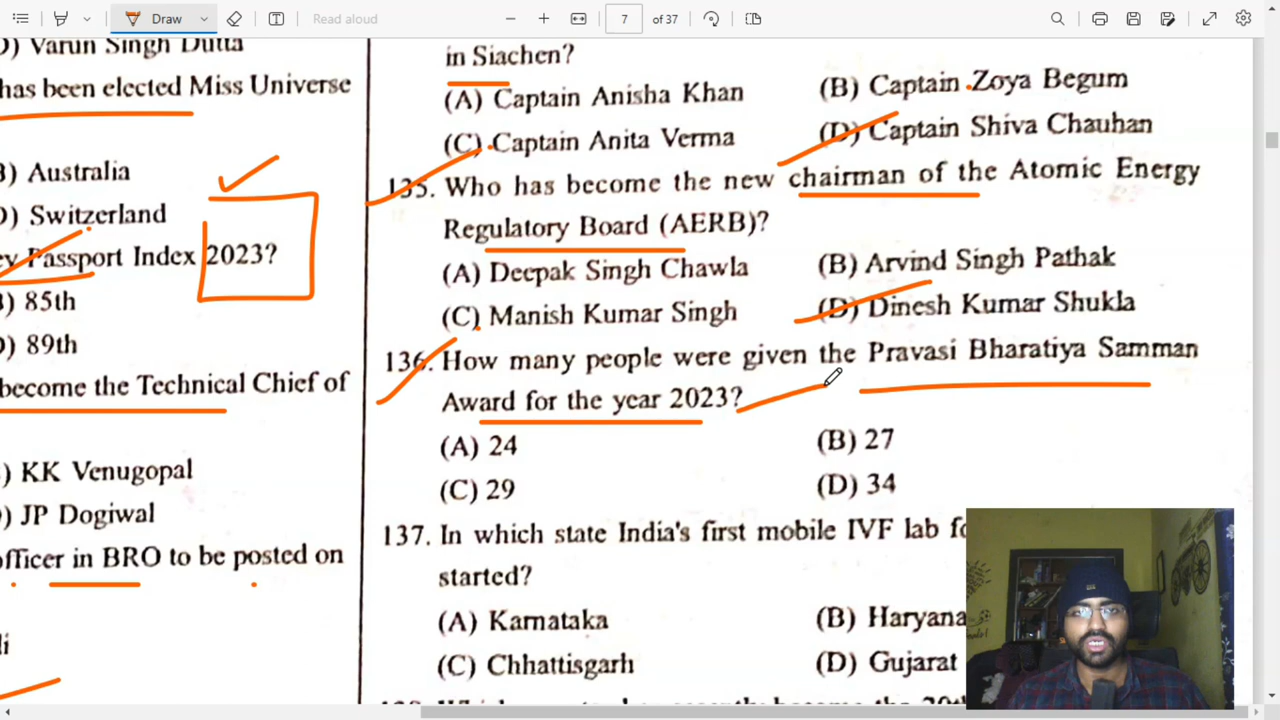 Draw
Read aloud
7
of 37
D) Varun Singh Dutta
has been elected Miss Universe
B) Australia
D) Switzerland
ey Passport Index 2023?
B) 85th
D) 89th
become the Technical Chief of
) KK Venugopal
) JP Dogiwal
officer in BRO to be posted on
in Siachen?
(A) Captain Anisha Khan
(B) Captain Zoya Begum
(C) Captain Anita Verma
(D) Captain Shiva Chauhan
135. Who has become the new chairman of the Atomic Energy
Regulatory Board (AERB)?
(A) Deepak Singh Chawla
(B) Arvind Singh Pathak
(C) Manish Kumar Singh
(D) Dinesh Kumar Shukla
136. How many people were given the Pravasi Bharatiya Samman
Award for the year 2023?
(A) 24
(B) 27
(C) 29
(D) 34
137. In which state India's first mobile IVF lab
started?
(A) Karnataka
(B) Haryana
(C) Chhattisgarh
(D) Gujarat